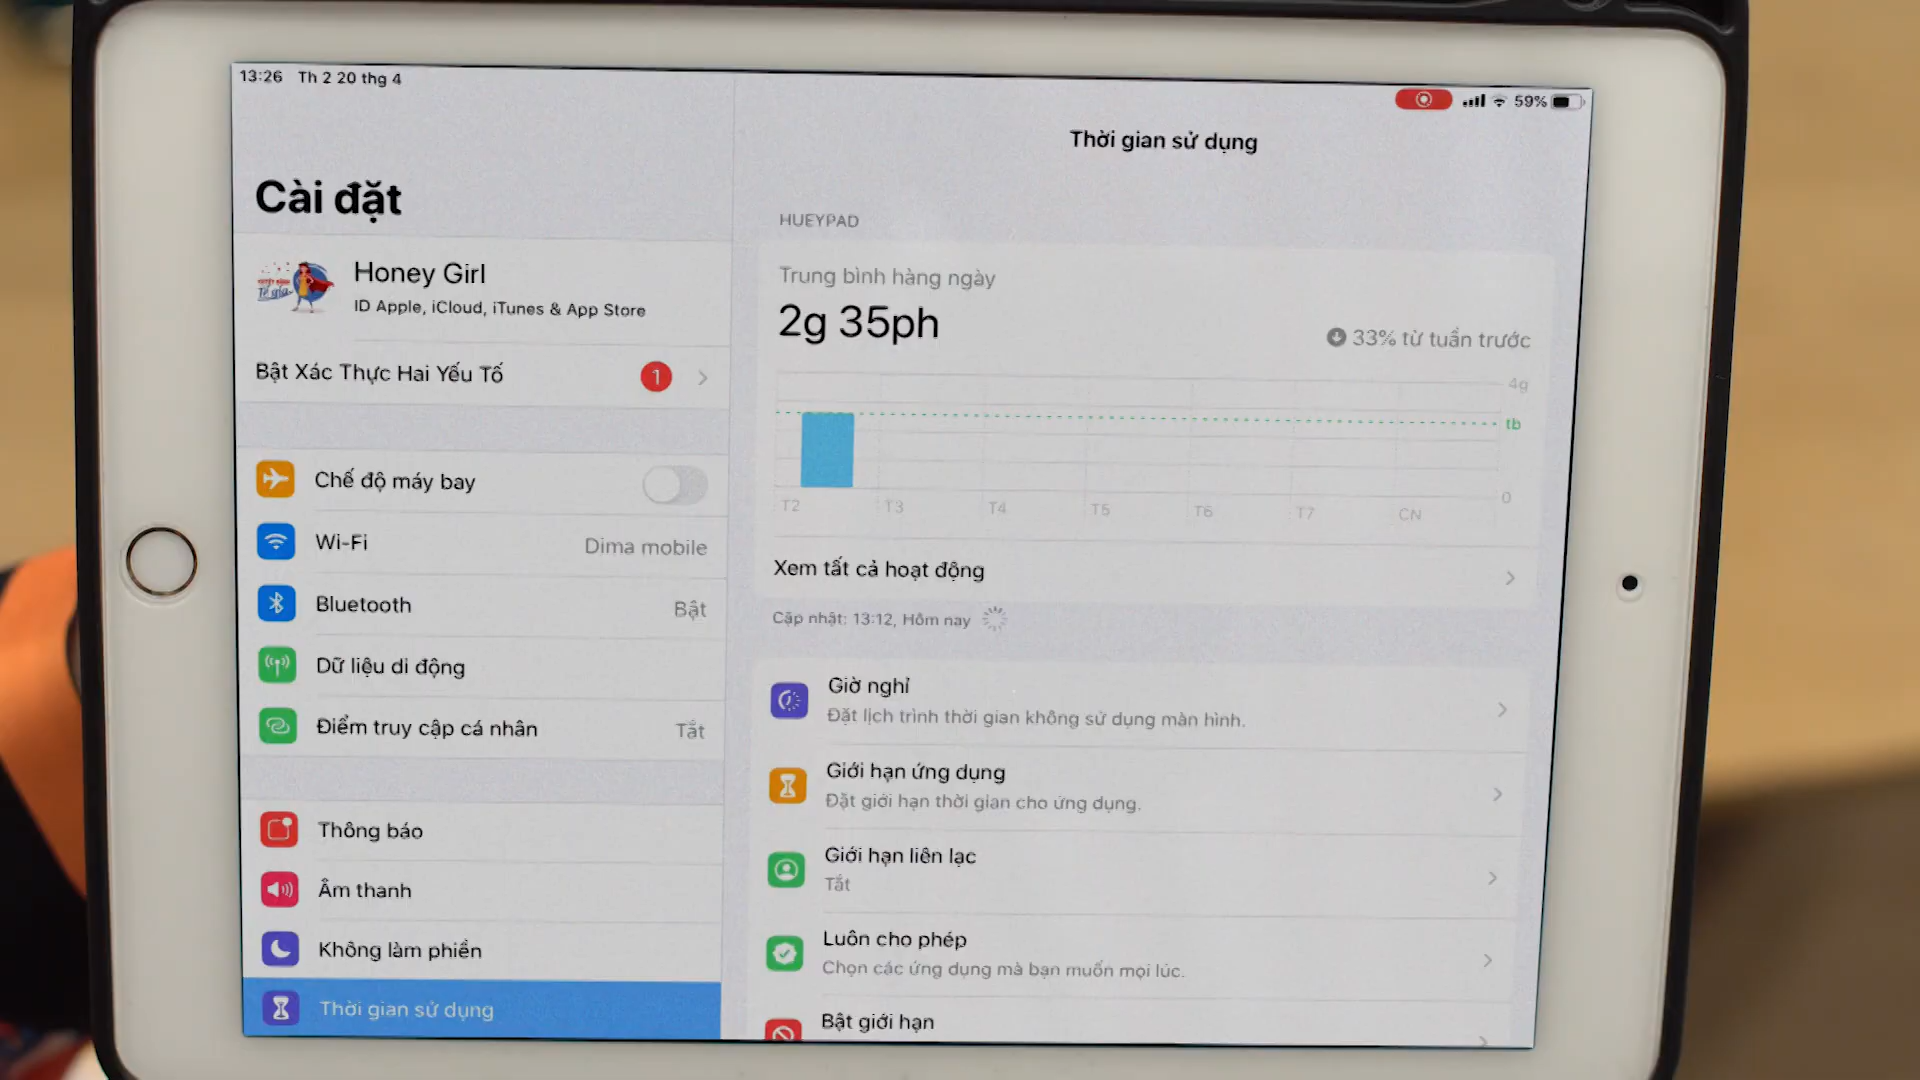 13:26 Th 2 20 thg 4
59%
Cài đặt
Honey Girl
ID Apple, iCloud, iTunes & App Store
Bật Xác Thực Hai Yếu Tố
1
Chế độ máy bay
Wi-Fi
Dima mobile
Bluetooth
Bật
Dữ liệu di động
Điểm truy cập cá nhân
Tắt
Thông báo
Âm thanh
Không làm phiền
Thời gian sử dụng
Thời gian sử dụng
HUEYPAD
Trung bình hàng ngày
2g 35ph
33% từ tuần trước
4g
tb
0
T2 T3 T4 T5 T6 T7 CN
Xem tất cả hoạt động
Cập nhật: 13:12, Hôm nay
Giờ nghỉ
Đặt lịch trình thời gian không sử dụng màn hình.
Giới hạn ứng dụng
Đặt giới hạn thời gian cho ứng dụng.
Giới hạn liên lạc
Tắt
Luôn cho phép
Chọn các ứng dụng mà bạn muốn mọi lúc.
Bật giới hạn